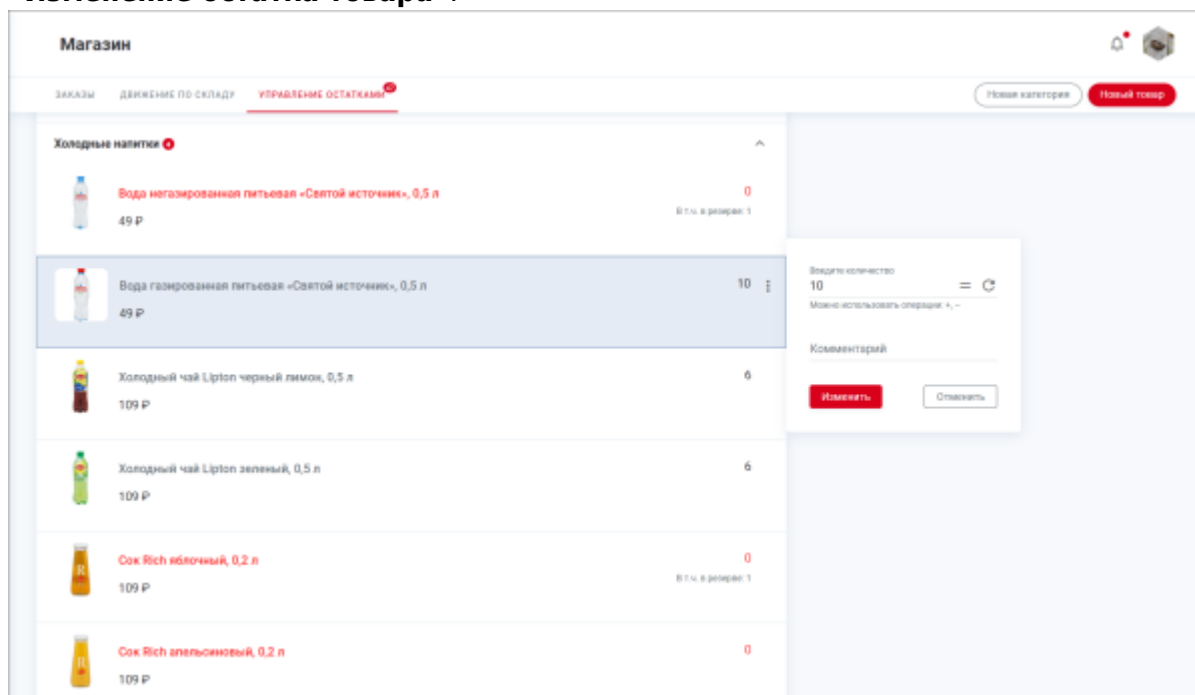 Изменение остатка товара
Магазин
ЗАКАЗЫ ДВИЖЕНИЕ ПО СКЛАДУ УПРАВЛЕНИЕ ОСТАТКАМИ
Новая категория Новый товар
Холодные напитки
Вода негазированная питьевая «Святой источник», 0,5 л 0
49 ₽ В т.ч. в резерве: 1
Вода газированная питьевая «Святой источник», 0,5 л 10
49 ₽
Введите количество
10 =
Можно использовать операции: +, −
Комментарий
Изменить Отменить
Холодный чай Lipton черный лимон, 0,5 л 6
109 ₽
Холодный чай Lipton зеленый, 0,5 л 6
109 ₽
Сок Rich яблочный, 0,2 л 0
109 ₽ В т.ч. в резерве: 1
Сок Rich апельсиновый, 0,2 л 0
109 ₽